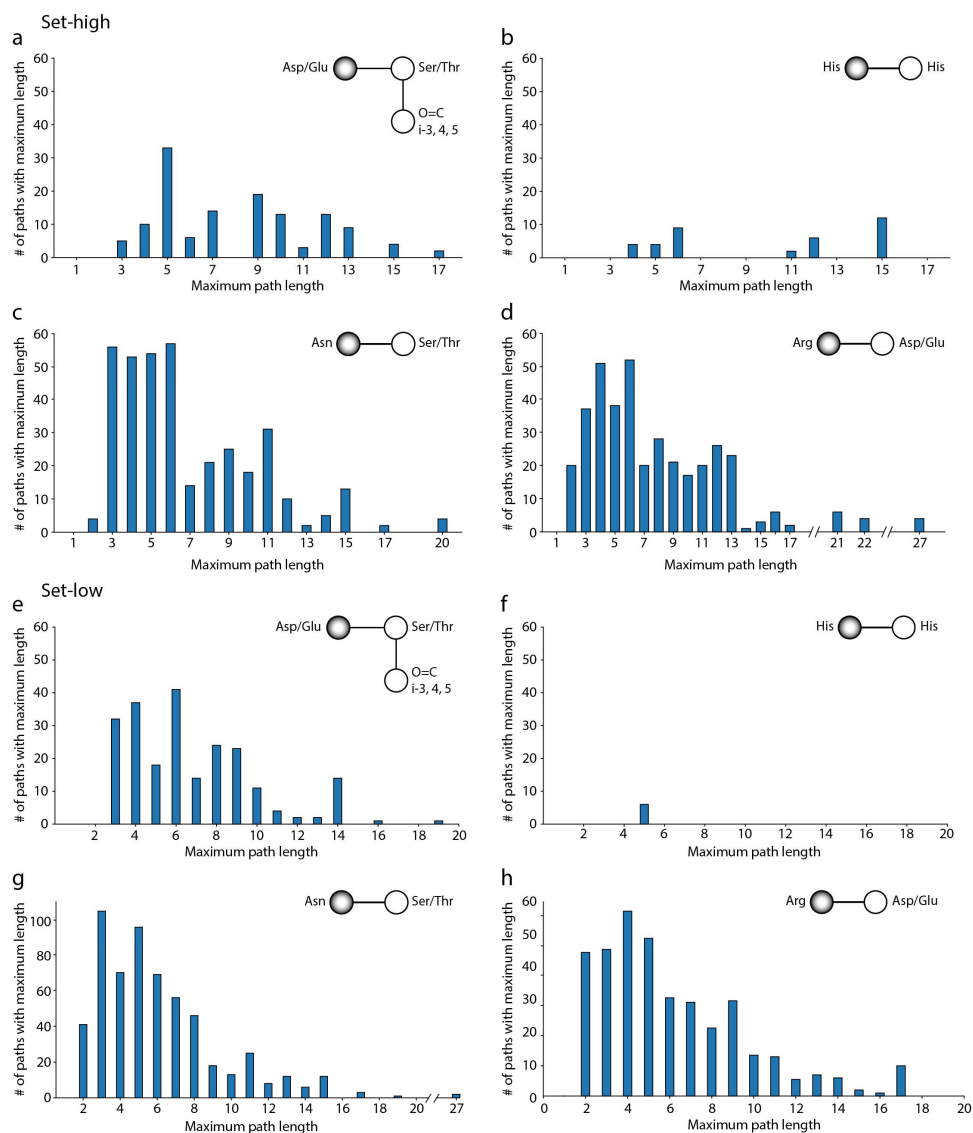 Set-high
a
# of paths with maximum length
60
50
40
30
20
10
0
Asp/Glu
Ser/Thr
O=C
i-3, 4, 5
1 3 5 7 9 11 13 15 17
Maximum path length
b
# of paths with maximum length
60
50
40
30
20
10
0
His
His
1 3 5 7 9 11 13 15 17
Maximum path length
c
# of paths with maximum length
60
50
40
30
20
10
0
Asn
Ser/Thr
1 3 5 7 9 11 13 15 17 20
Maximum path length
d
# of paths with maximum length
60
50
40
30
20
10
0
Arg
Asp/Glu
1 3 5 7 9 11 13 15 17 // 21 22 // 27
Maximum path length
Set-low
e
# of paths with maximum length
60
50
40
30
20
10
0
Asp/Glu
Ser/Thr
O=C
i-3, 4, 5
2 4 6 8 10 12 14 16 18 20
Maximum path length
f
# of paths with maximum length
60
50
40
30
20
10
0
His
His
2 4 6 8 10 12 14 16 18 20
Maximum path length
g
# of paths with maximum length
100
80
60
40
20
0
Asn
Ser/Thr
2 4 6 8 10 12 14 16 18 20 // 27
Maximum path length
h
# of paths with maximum length
60
50
40
30
20
10
0
Arg
Asp/Glu
0 2 4 6 8 10 12 14 16 18 20
Maximum path length